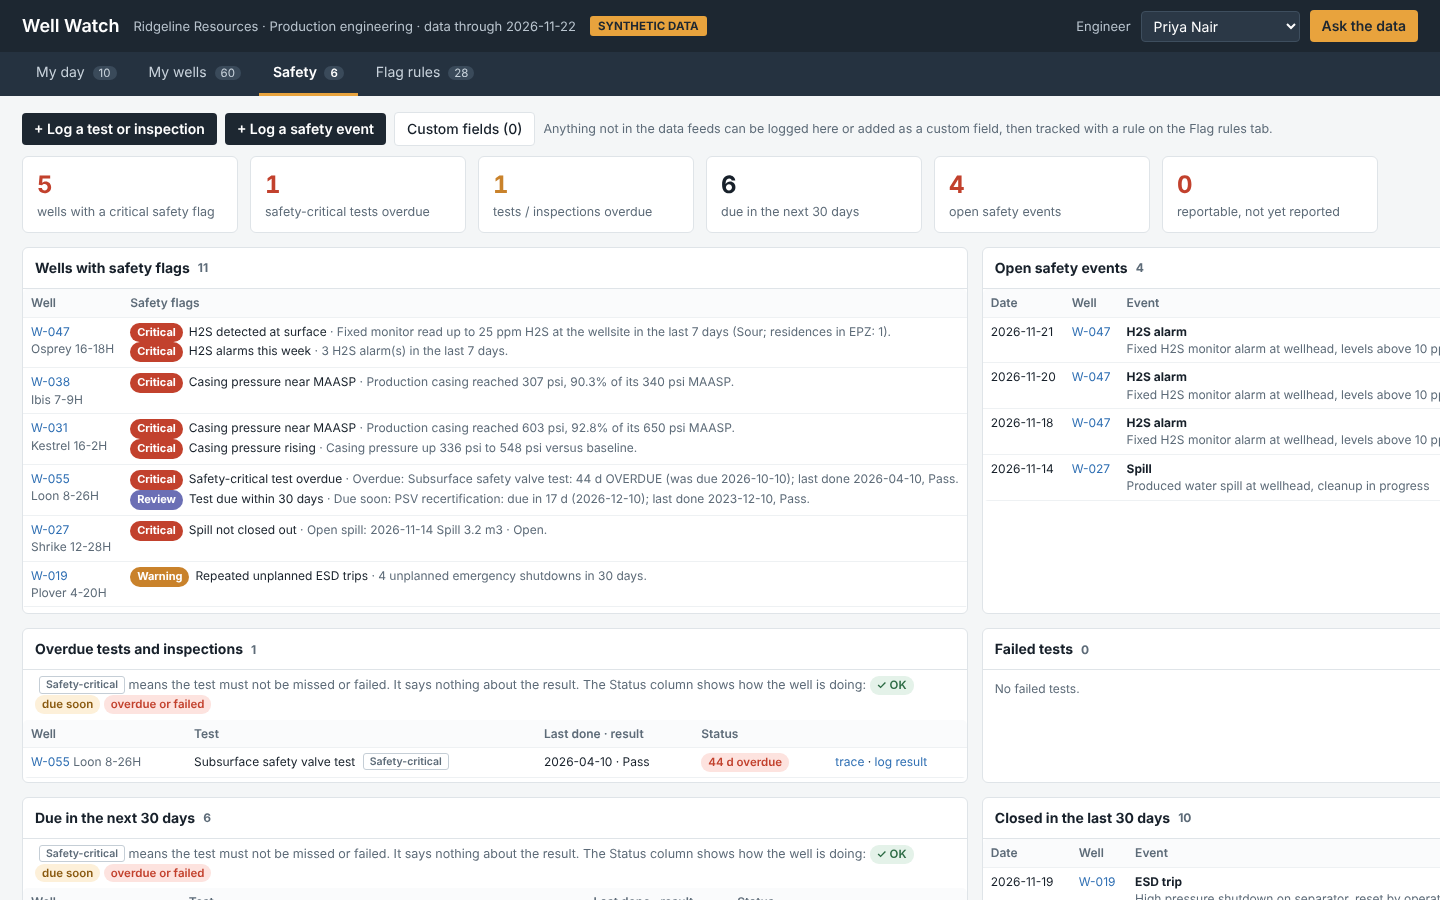 Well Watch Ridgeline Resources · Production engineering · data through 2026-11-22 SYNTHETIC DATA Engineer Priya Nair Ask the data
My day 10 My wells 60 Safety 6 Flag rules 28
+ Log a test or inspection + Log a safety event Custom fields (0) Anything not in the data feeds can be logged here or added as a custom field, then tracked with a rule on the Flag rules tab.
5
wells with a critical safety flag
1
safety-critical tests overdue
1
tests / inspections overdue
6
due in the next 30 days
4
open safety events
0
reportable, not yet reported
Wells with safety flags 11
Well Safety flags
W-047 Critical H2S detected at surface · Fixed monitor read up to 25 ppm H2S at the wellsite in the last 7 days (Sour; residences in EPZ: 1).
Osprey 16-18H Critical H2S alarms this week · 3 H2S alarm(s) in the last 7 days.
W-038 Critical Casing pressure near MAASP · Production casing reached 307 psi, 90.3% of its 340 psi MAASP.
Ibis 7-9H
W-031 Critical Casing pressure near MAASP · Production casing reached 603 psi, 92.8% of its 650 psi MAASP.
Kestrel 16-2H Critical Casing pressure rising · Casing pressure up 336 psi to 548 psi versus baseline.
W-055 Critical Safety-critical test overdue · Overdue: Subsurface safety valve test: 44 d OVERDUE (was due 2026-10-10); last done 2026-04-10, Pass.
Loon 8-26H Review Test due within 30 days · Due soon: PSV recertification: due in 17 d (2026-12-10); last done 2023-12-10, Pass.
W-027 Critical Spill not closed out · Open spill: 2026-11-14 Spill 3.2 m3 · Open.
Shrike 12-28H
W-019 Warning Repeated unplanned ESD trips · 4 unplanned emergency shutdowns in 30 days.
Plover 4-20H
Open safety events 4
Date Well Event
2026-11-21 W-047 H2S alarm
Fixed H2S monitor alarm at wellhead, levels above 10
2026-11-20 W-047 H2S alarm
Fixed H2S monitor alarm at wellhead, levels above 10
2026-11-18 W-047 H2S alarm
Fixed H2S monitor alarm at wellhead, levels above 10
2026-11-14 W-027 Spill
Produced water spill at wellhead, cleanup in progress
Overdue tests and inspections 1
Safety-critical means the test must not be missed or failed. It says nothing about the result. The Status column shows how the well is doing: ✓ OK
due soon overdue or failed
Well Test Last done · result Status
W-055 Loon 8-26H Subsurface safety valve test Safety-critical 2026-04-10 · Pass 44 d overdue trace · log result
Failed tests 0
No failed tests.
Due in the next 30 days 6
Safety-critical means the test must not be missed or failed. It says nothing about the result. The Status column shows how the well is doing: ✓ OK
due soon overdue or failed
Closed in the last 30 days 10
Date Well Event
2026-11-19 W-019 ESD trip
High pressure shutdown on separator, reset by